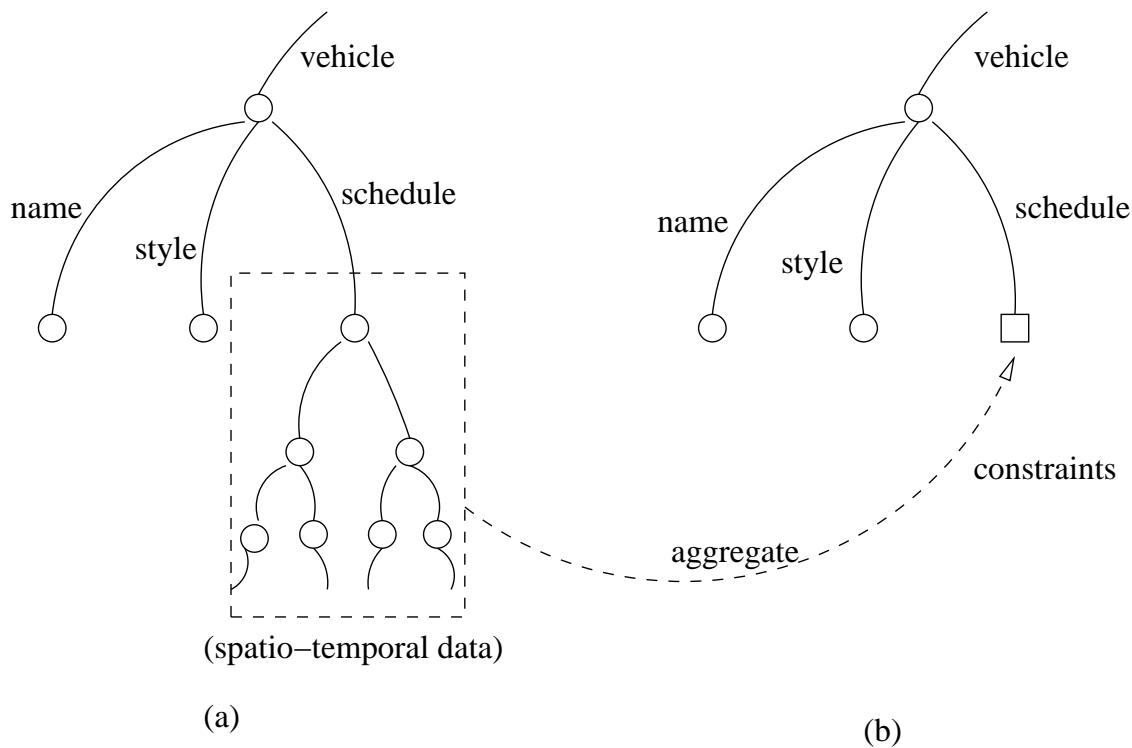 vehicle
name
style
schedule
(spatio−temporal data)
(a)
aggregate
vehicle
name
style
schedule
constraints
(b)